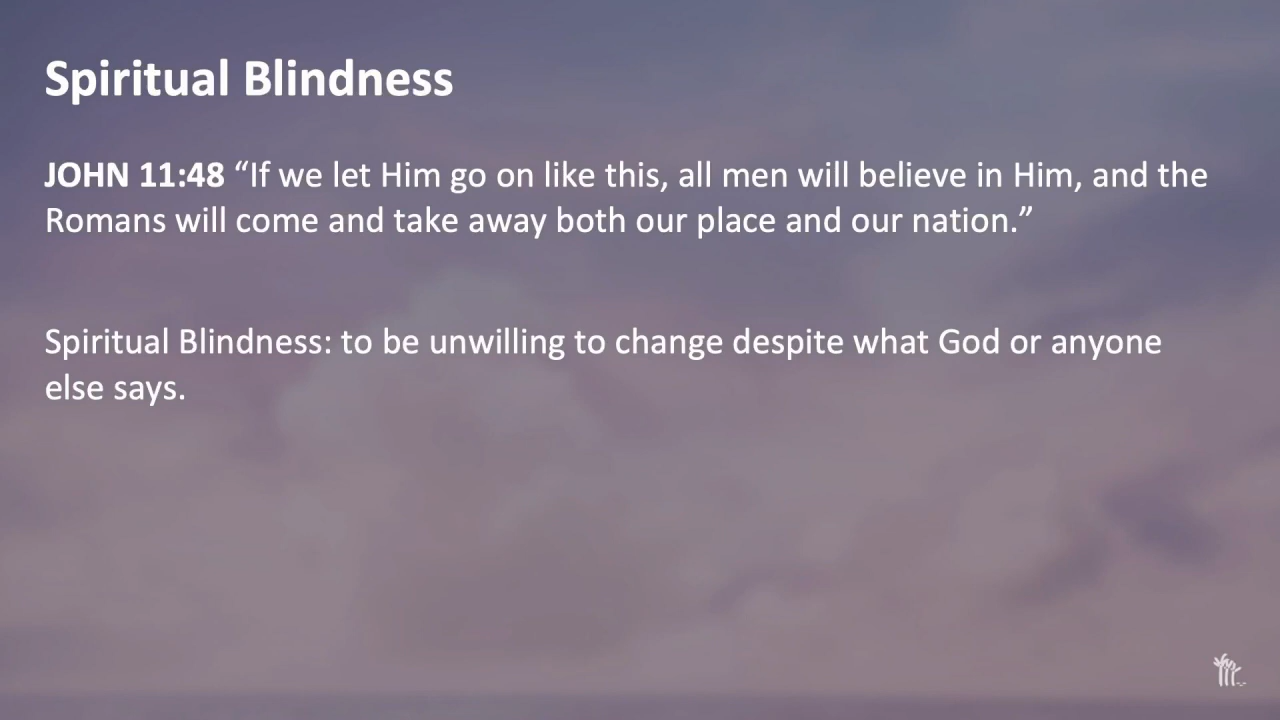 Spiritual Blindness
JOHN 11:48 “If we let Him go on like this, all men will believe in Him, and the
Romans will come and take away both our place and our nation.”
Spiritual Blindness: to be unwilling to change despite what God or anyone
else says.